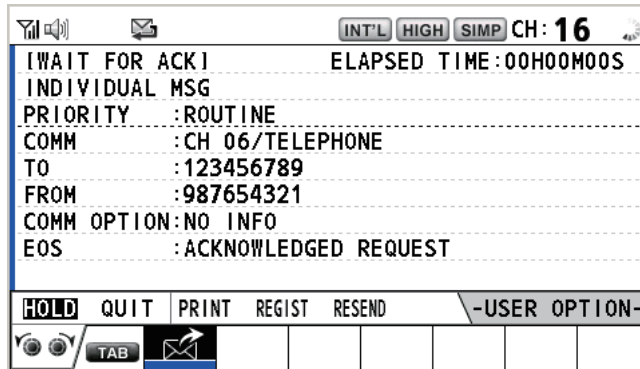 INT'L HIGH SIMP CH: 16
[WAIT FOR ACK] ELAPSED TIME:00H00M00S
INDIVIDUAL MSG
PRIORITY :ROUTINE
COMM :CH 06/TELEPHONE
TO :123456789
FROM :987654321
COMM OPTION:NO INFO
EOS :ACKNOWLEDGED REQUEST
HOLD QUIT PRINT REGIST RESEND -USER OPTION-
TAB